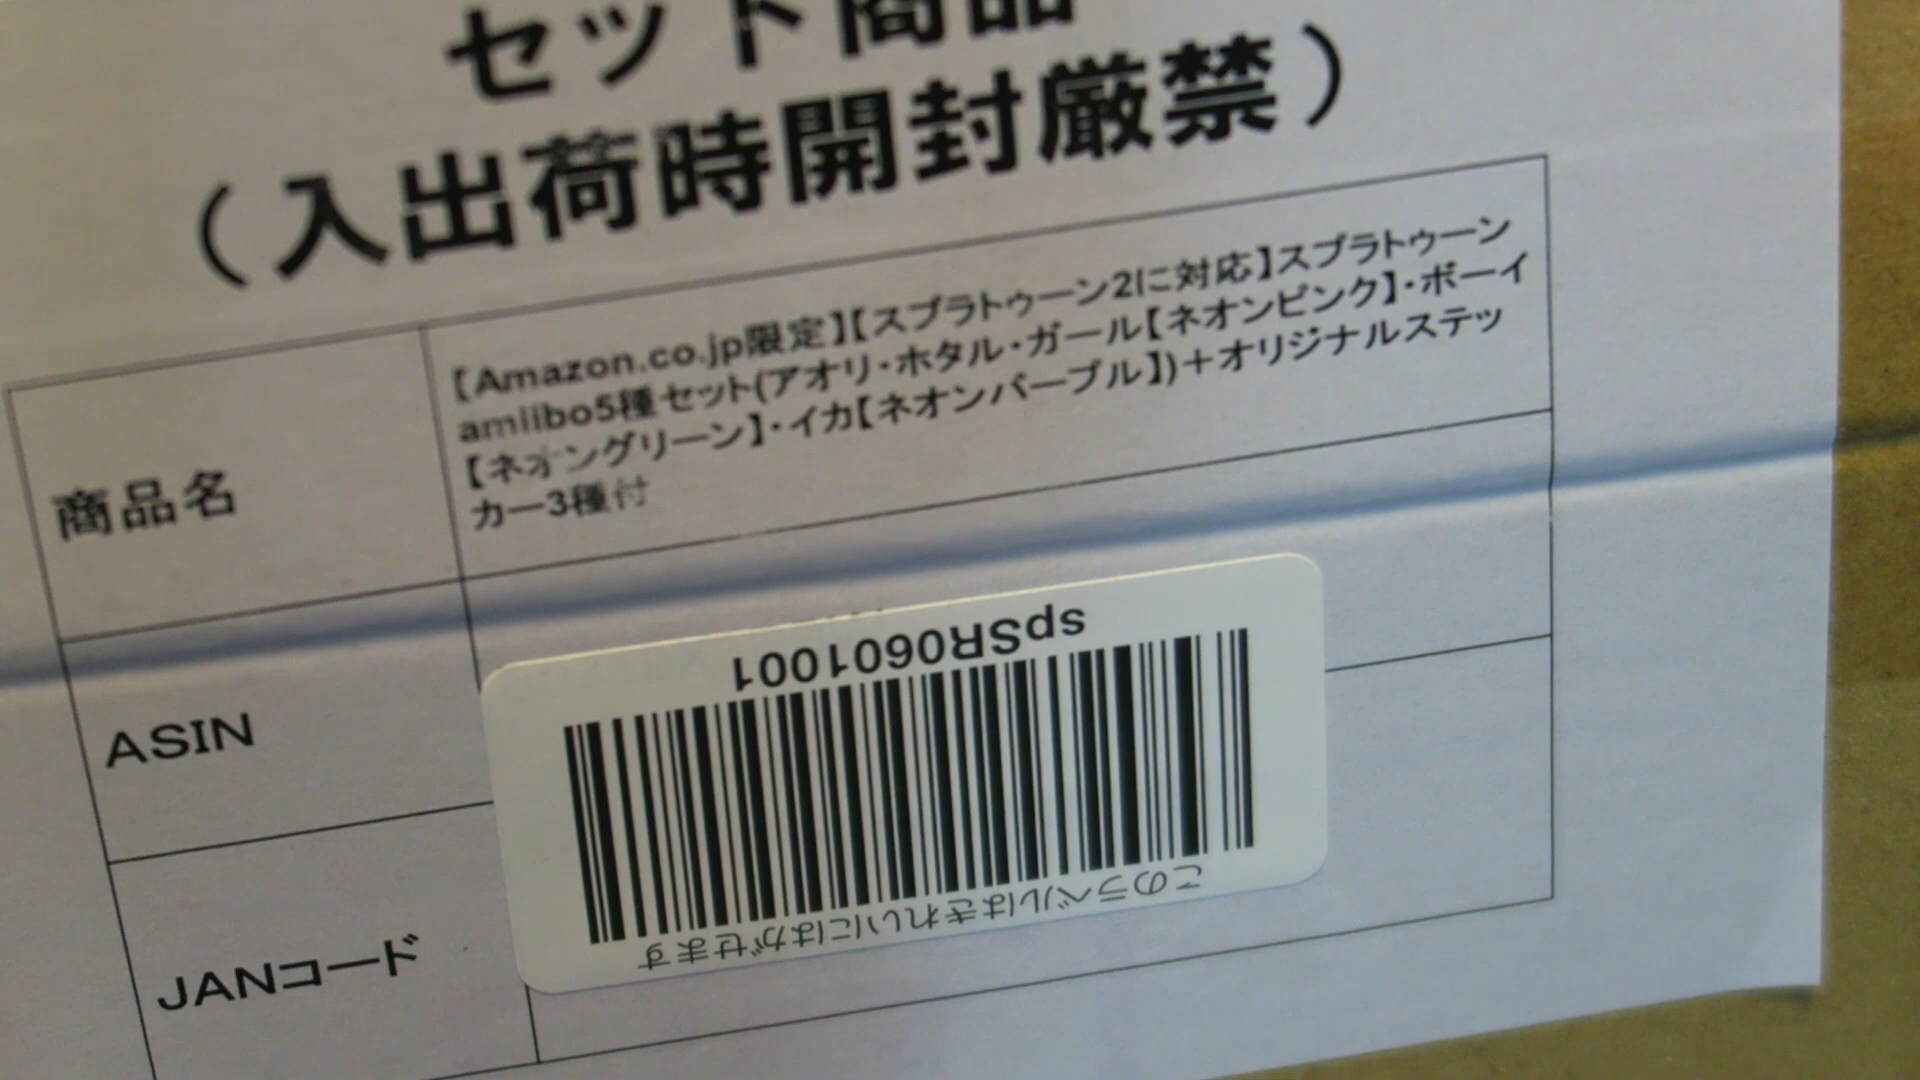 セット商品
（入出荷時開封厳禁）
商品名
【Amazon.co.jp限定】【スプラトゥーン2に対応】スプラトゥーン
amiibo5種セット(アオリ・ホタル・ガール【ネオンピンク】・ボーイ
【ネオングリーン】・イカ【ネオンパープル】)＋オリジナルステッ
カー3種付
ASIN
JANコード
spSR0601001
このラベルはきれいにはがせます